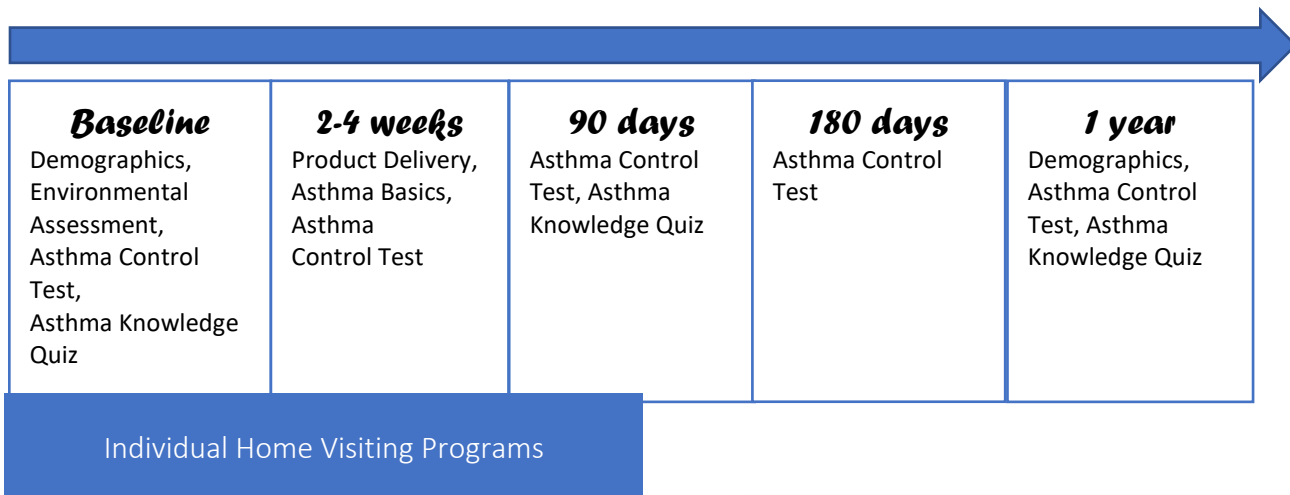 Baseline
Demographics,
Environmental
Assessment,
Asthma Control
Test,
Asthma Knowledge
Quiz
2-4 weeks
Product Delivery,
Asthma Basics,
Asthma
Control Test
90 days
Asthma Control
Test, Asthma
Knowledge Quiz
180 days
Asthma Control
Test
1 year
Demographics,
Asthma Control
Test, Asthma
Knowledge Quiz
Individual Home Visiting Programs